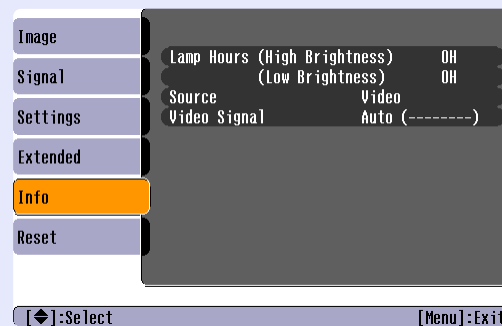 Image
Signal
Settings
Extended
Info
Reset
Lamp Hours (High Brightness) 0H
(Low Brightness) 0H
Source Video
Video Signal Auto (--------)
[◆]:Select [Menu]:Exit